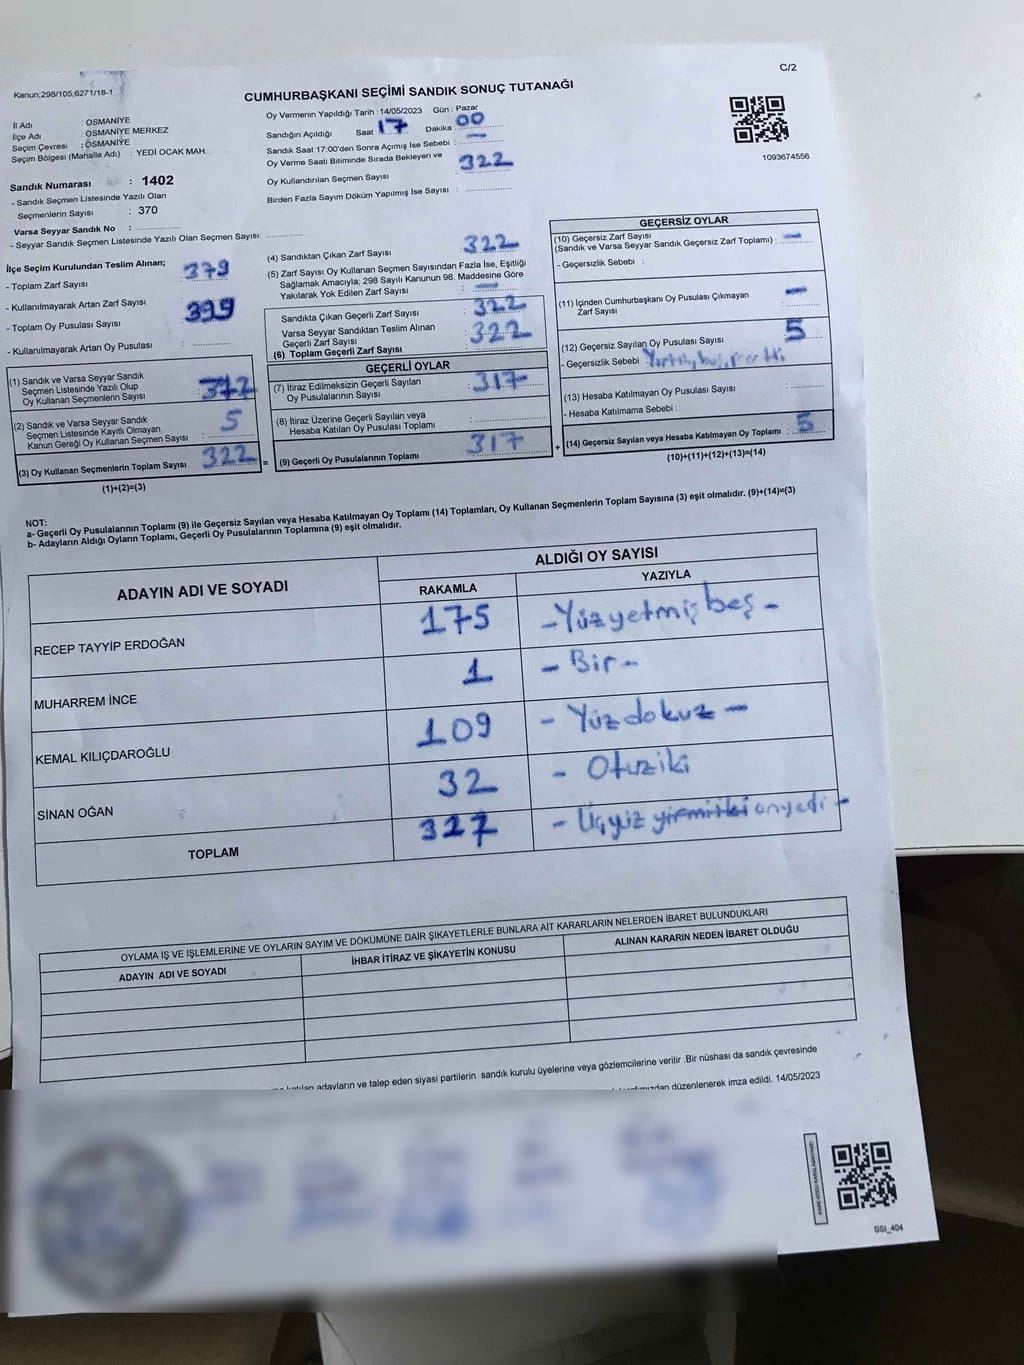 C/2
Kanun;298/105,6271/18-1
CUMHURBAŞKANI SEÇİMİ SANDIK SONUÇ TUTANAĞI
İl Adı : OSMANİYE
İlçe Adı : OSMANİYE MERKEZ
Seçim Çevresi : OSMANİYE
Seçim Bölgesi (Mahalle Adı) : YEDİ OCAK MAH.
Sandık Numarası : 1402
- Sandık Seçmen Listesinde Yazılı Olan
Seçmenlerin Sayısı : 370
Varsa Seyyar Sandık No :
- Seyyar Sandık Seçmen Listesinde Yazılı Olan Seçmen Sayısı:
Oy Vermenin Yapıldığı Tarih : 14/05/2023 Gün : Pazar
Sandığın Açıldığı Saat 17 Dakika : 00
Sandık Saat 17:00'den Sonra Açımış İse Sebebi : -
Oy Verme Saati Bitiminde Sırada Bekleyen ve
Oy Kullandırılan Seçmen Sayısı : 322
Birden Fazla Sayım Döküm Yapılmış İse Sayısı :
1093674556
İlçe Seçim Kurulundan Teslim Alınan;
- Toplam Zarf Sayısı : 379
- Kullanılmayarak Artan Zarf Sayısı
- Toplam Oy Pusulası Sayısı : 399
- Kullanılmayarak Artan Oy Pusulası :
(1) Sandık ve Varsa Seyyar Sandık
Seçmen Listesinde Yazılı Olup
Oy Kullanan Seçmenlerin Sayısı :
(2) Sandık ve Varsa Seyyar Sandık
Seçmen Listesinde Kayıtlı Olmayan
Kanun Gereği Oy Kullanan Seçmen Sayısı : 5
(3) Oy Kullanan Seçmenlerin Toplam Sayısı 322 =
(1)+(2)=(3)
(4) Sandıktan Çıkan Zarf Sayısı : 322
(5) Zarf Sayısı Oy Kullanan Seçmen Sayısından Fazla İse, Eşitliği
Sağlamak Amacıyla; 298 Sayılı Kanunun 98. Maddesine Göre
Yakılarak Yok Edilen Zarf Sayısı : -
Sandıkta Çıkan Geçerli Zarf Sayısı : 322
Varsa Seyyar Sandıktan Teslim Alınan
Geçerli Zarf Sayısı : 322
(6) Toplam Geçerli Zarf Sayısı
GEÇERLİ OYLAR
(7) İtiraz Edilmeksizin Geçerli Sayılan
Oy Pusulalarının Sayısı : 317
(8) İtiraz Üzerine Geçerli Sayılan veya
Hesaba Katılan Oy Pusulası Toplamı :
(9) Geçerli Oy Pusulalarının Toplamı : 317 +
GEÇERSİZ OYLAR
(10) Geçersiz Zarf Sayısı
(Sandık ve Varsa Seyyar Sandık Geçersiz Zarf Toplamı) : -
- Geçersizlik Sebebi :
(11) İçinden Cumhurbaşkanı Oy Pusulası Çıkmayan
Zarf Sayısı : -
(12) Geçersiz Sayılan Oy Pusulası Sayısı : 5
- Geçersizlik Sebebi
(13) Hesaba Katılmayan Oy Pusulası Sayısı :
- Hesaba Katılmama Sebebi :
(14) Geçersiz Sayılan veya Hesaba Katılmayan Oy Toplamı : 5
(10)+(11)+(12)+(13)=(14)
NOT:
a- Geçerli Oy Pusulalarının Toplamı (9) ile Geçersiz Sayılan veya Hesaba Katılmayan Oy Toplamı (14) Toplamları, Oy Kullanan Seçmenlerin Toplam Sayısına (3) eşit olmalıdır. (9)+(14)=(3)
b- Adayların Aldığı Oyların Toplamı, Geçerli Oy Pusulalarının Toplamına (9) eşit olmalıdır.
ADAYIN ADI VE SOYADI
ALDIĞI OY SAYISI
RAKAMLA YAZIYLA
RECEP TAYYİP ERDOĞAN 175 - Yüzyetmiş beş -
MUHARREM İNCE 1 - Bir -
KEMAL KILIÇDAROĞLU 109 - Yüzdokuz -
SİNAN OĞAN 32 - Otuziki
TOPLAM 327 - Üçyüz yirmiiki onyedi -
OYLAMA İŞ VE İŞLEMLERİNE VE OYLARIN SAYIM VE DÖKÜMÜNE DAİR ŞİKAYETLERLE BUNLARA AİT KARARLARIN NELERDEN İBARET BULUNDUKLARI
ADAYIN ADI VE SOYADI
İHBAR İTİRAZ VE ŞİKAYETİN KONUSU
ALINAN KARARIN NEDEN İBARET OLDUĞU
adayların ve talep eden siyasi partilerin sandık kurulu üyelerine veya gözlemcilerine verilir .Bir nüshası da sandık çevresinde
düzenlenerek imza edildi. 14/05/2023
SSI_404